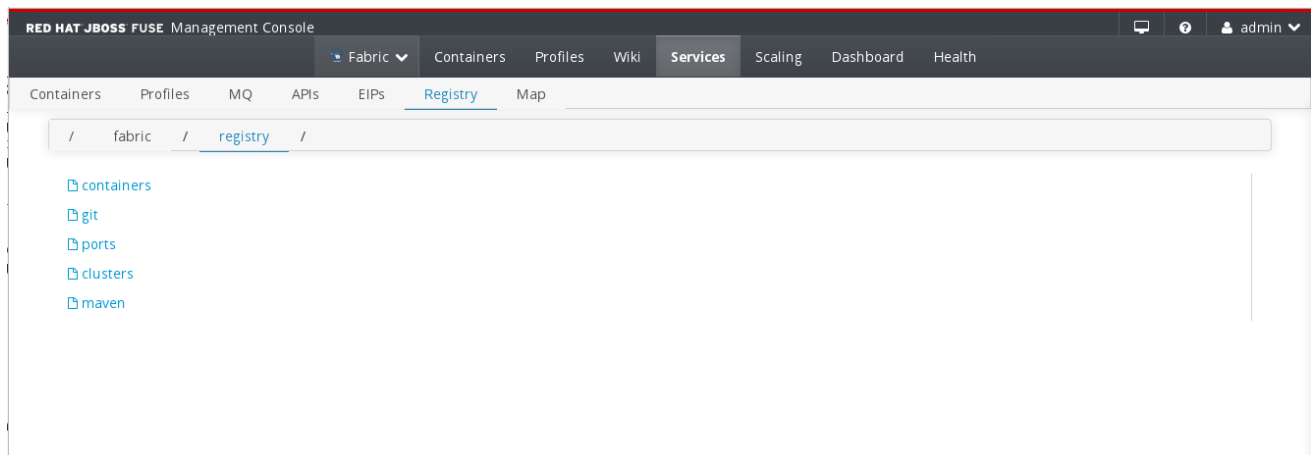 RED HAT JBOSS FUSE Management Console admin
Fabric Containers Profiles Wiki Services Scaling Dashboard Health
Containers Profiles MQ APIs EIPs Registry Map
/ fabric / registry /
containers
git
ports
clusters
maven